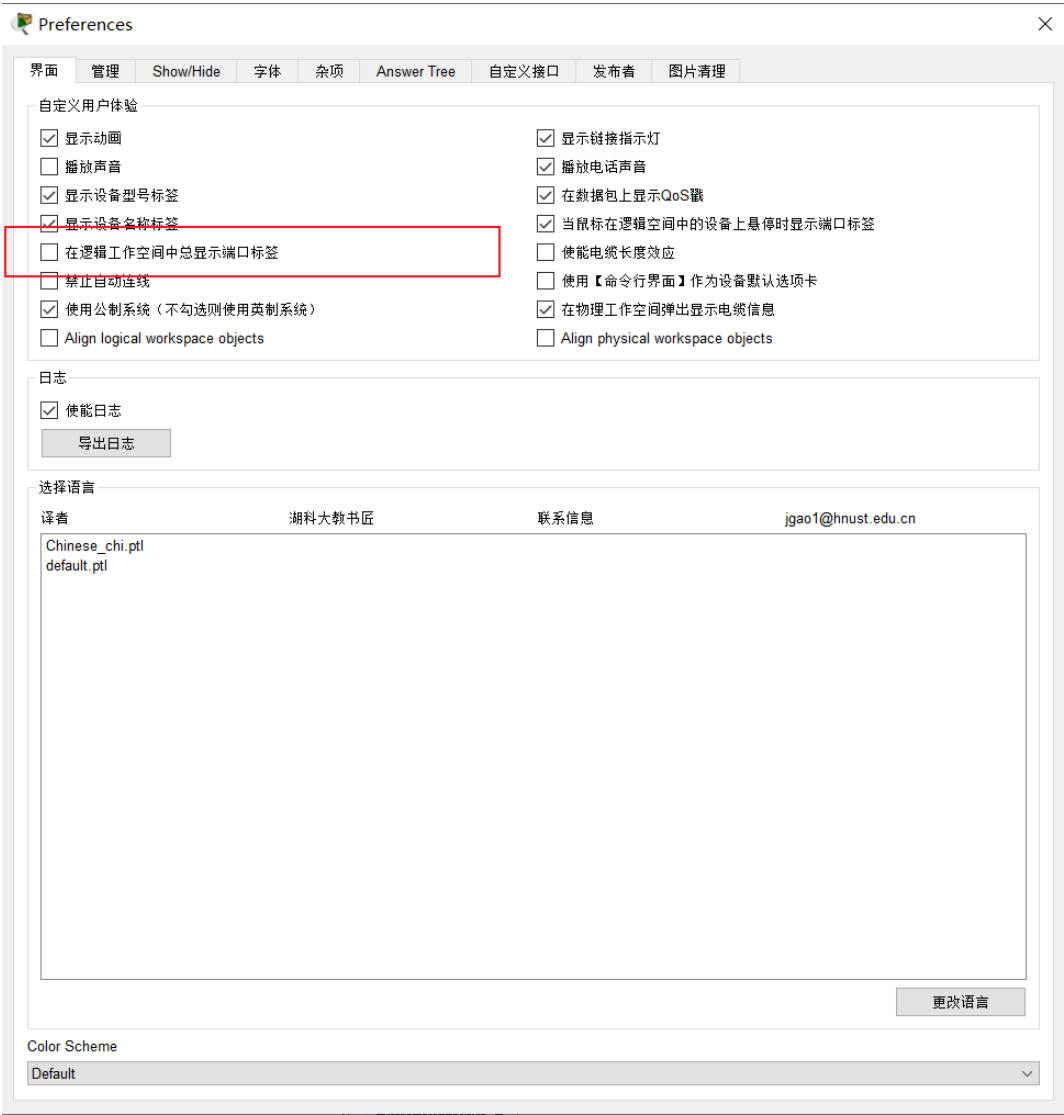 Preferences
界面 管理 Show/Hide 字体 杂项 Answer Tree 自定义接口 发布者 图片清理
自定义用户体验
显示动画 显示链接指示灯
播放声音 播放电话声音
显示设备型号标签 在数据包上显示QoS戳
显示设备名称标签 当鼠标在逻辑空间中的设备上悬停时显示端口标签
在逻辑工作空间中总显示端口标签 使能电缆长度效应
禁止自动连线 使用【命令行界面】作为设备默认选项卡
使用公制系统（不勾选则使用英制系统） 在物理工作空间弹出显示电缆信息
Align logical workspace objects Align physical workspace objects
日志
使能日志
导出日志
选择语言
译者 湖科大教书匠 联系信息 jgao1@hnust.edu.cn
Chinese_chi.ptl
default.ptl
更改语言
Color Scheme
Default